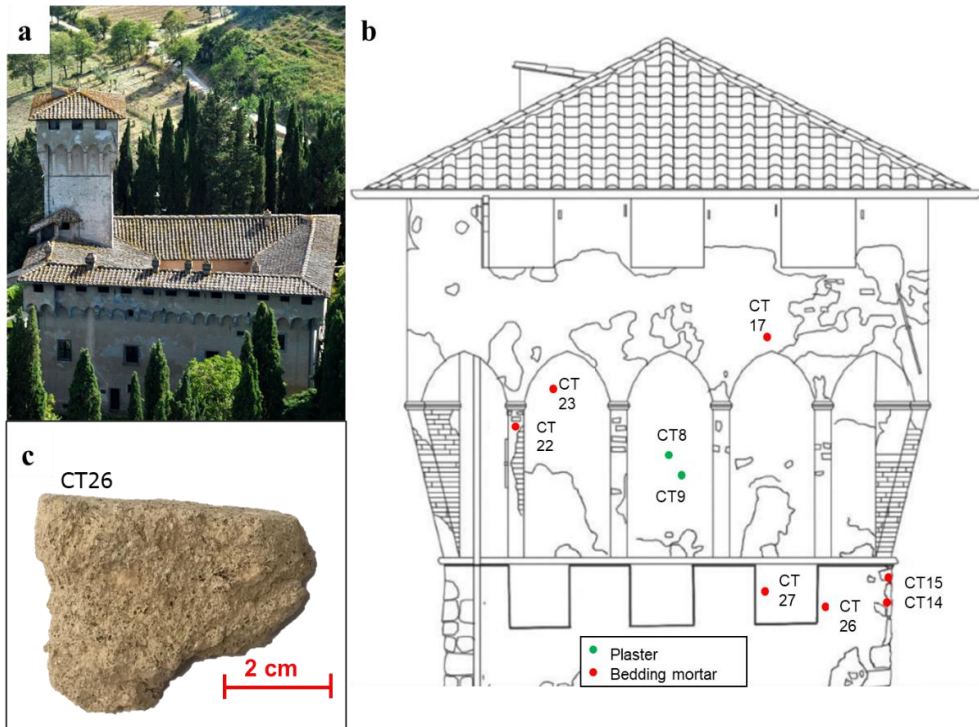 a
b
c
CT26
2 cm
CT
17
CT
23
CT
22
CT8
CT9
CT
27
CT
26
CT15
CT14
Plaster
Bedding mortar